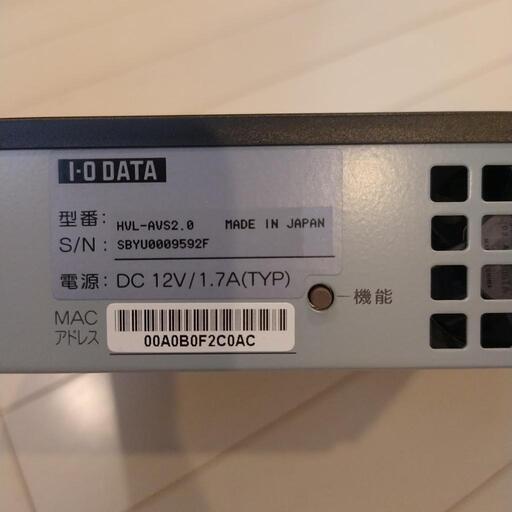 I-O DATA
型番: HVL-AVS2.0 MADE IN JAPAN
S/N: SBYU0009592F
電源: DC 12V/1.7A(TYP)
機能
MAC
アドレス
00A0B0F2C0AC